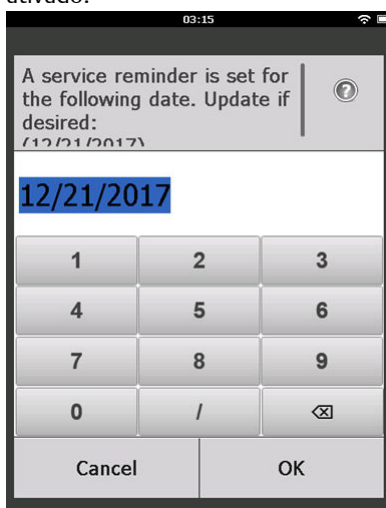 ativado.
03:15
A service reminder is set for
the following date. Update if
desired:
(12/21/2017)
12/21/2017
1 2 3
4 5 6
7 8 9
0 /
Cancel OK